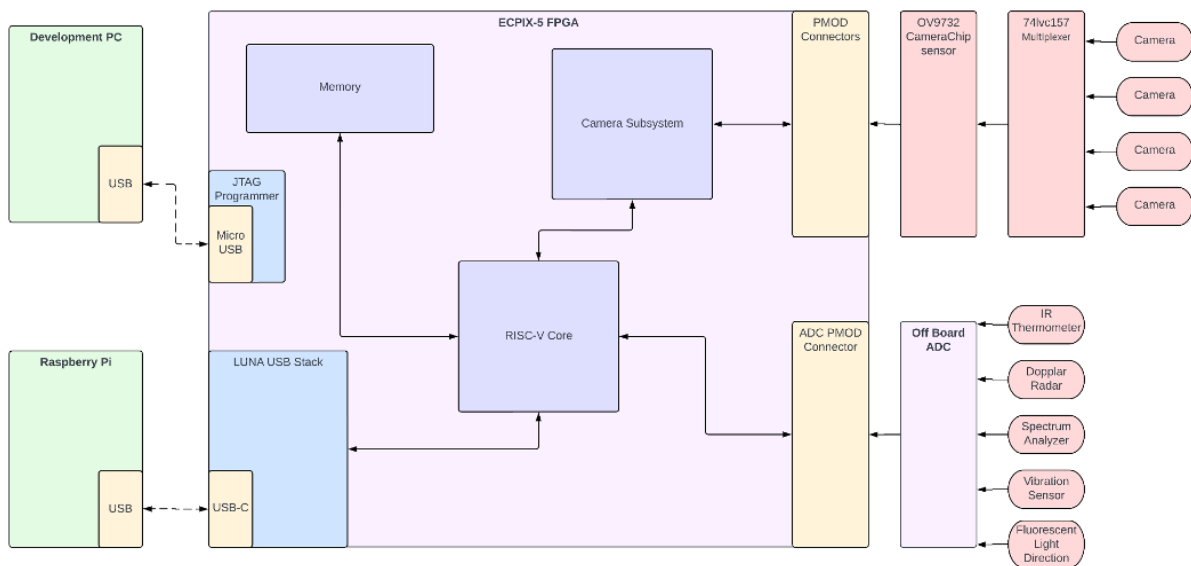 Development PC
USB
ECPIX-5 FPGA
Memory
Camera Subsystem
JTAG
Programmer
Micro
USB
RISC-V Core
PMOD
Connectors
OV9732
CameraChip
sensor
74lvc157
Multiplexer
Camera
Camera
Camera
Camera
Raspberry Pi
USB
LUNA USB Stack
USB-C
ADC PMOD
Connector
Off Board
ADC
IR
Thermometer
Dopplar
Radar
Spectrum
Analyzer
Vibration
Sensor
Fluorescent
Light
Direction